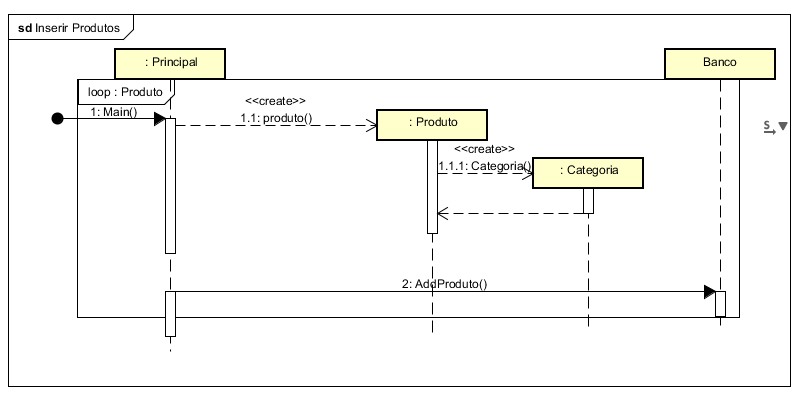 sd Inserir Produtos
: Principal
Banco
loop : Produto
<<create>>
1: Main()
1.1: produto()
: Produto
S
<<create>>
1.1.1: Categoria()
: Categoria
2: AddProduto()